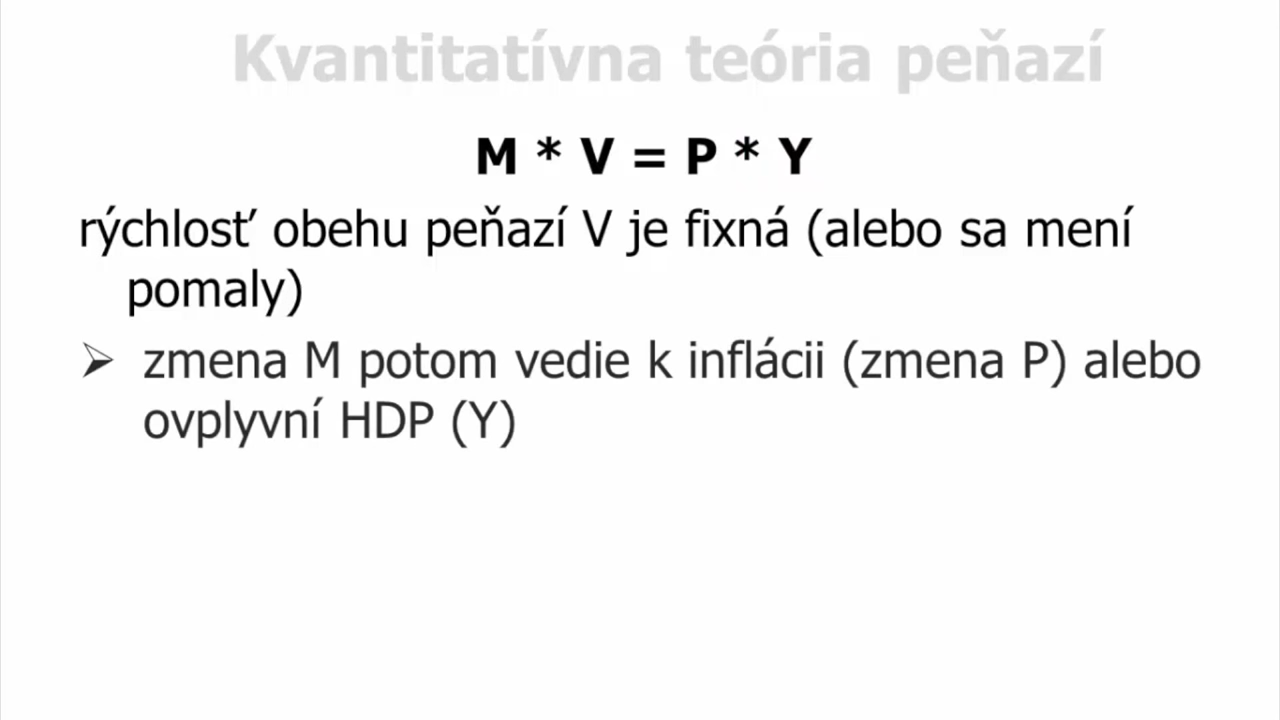 Kvantitatívna teória peňazí
M * V = P * Y
rýchlosť obehu peňazí V je fixná (alebo sa mení
pomaly)
➢ zmena M potom vedie k inflácii (zmena P) alebo
ovplyvní HDP (Y)